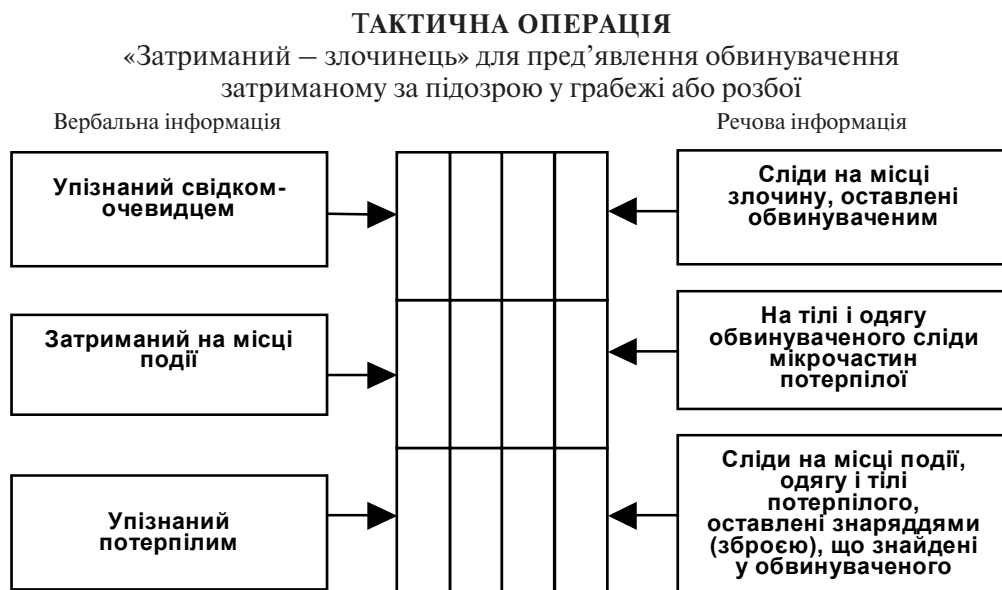 ТАКТИЧНА ОПЕРАЦІЯ
«Затриманий – злочинець» для пред’явлення обвинувачення
затриманому за підозрою у грабежі або розбої
Вербальна інформація
Речова інформація
Упізнаний свідком-
очевидцем
Сліди на місці
злочину, оставлені
обвинуваченим
Затриманий на місці
події
На тілі і одягу
обвинуваченого сліди
мікрочастин
потерпілої
Упізнаний
потерпілим
Сліди на місці події,
одягу і тілі
потерпілого,
оставлені знаряддями
(зброєю), що знайдені
у обвинуваченого